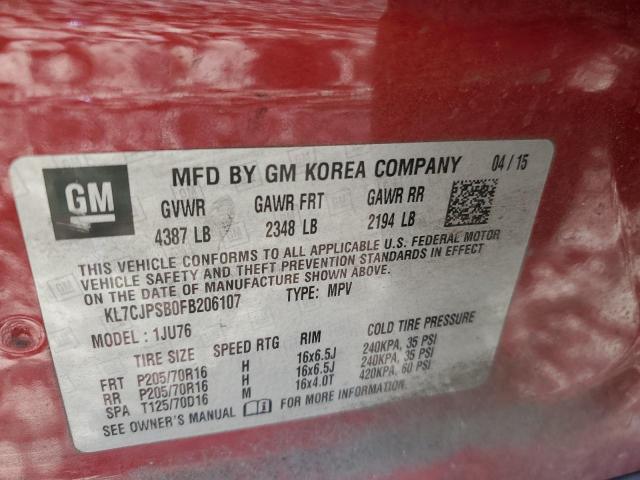 GM
MFD BY GM KOREA COMPANY 04/15
GVWR GAWR FRT GAWR RR
4387 LB 2348 LB 2194 LB
THIS VEHICLE CONFORMS TO ALL APPLICABLE U.S. FEDERAL MOTOR
VEHICLE SAFETY AND THEFT PREVENTION STANDARDS IN EFFECT
ON THE DATE OF MANUFACTURE SHOWN ABOVE.
KL7CJPSB0FB206107 TYPE: MPV
MODEL: 1JU76
TIRE SIZE SPEED RTG RIM COLD TIRE PRESSURE
FRT P205/70R16 H 16x6.5J 240KPA, 35 PSI
RR P205/70R16 H 16x6.5J 240KPA, 35 PSI
SPA T125/70D16 M 16x4.0T 420KPA, 60 PSI
SEE OWNER'S MANUAL FOR MORE INFORMATION